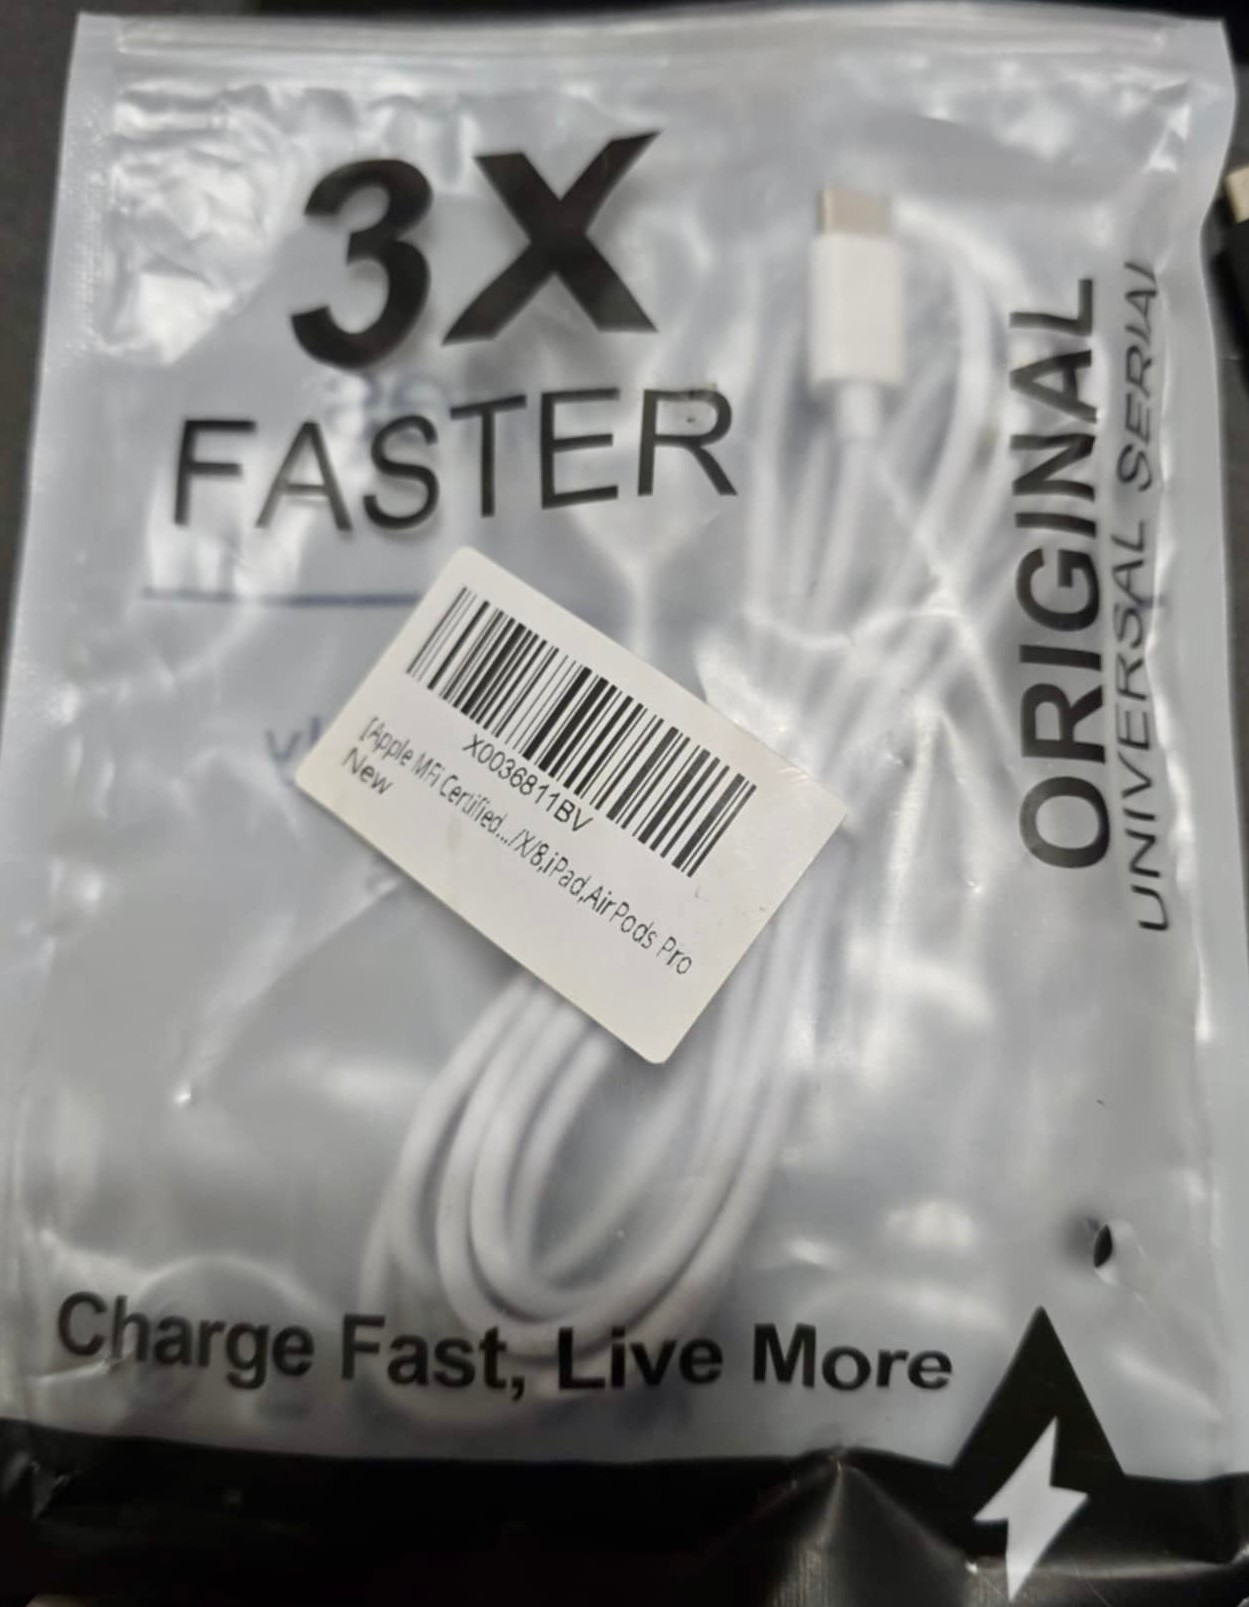 3X
FASTER
ORIGINAL
UNIVERSAL SERIAL
X0036811BV
[Apple MFi Certified.../X/8,iPad,AirPods Pro
New
Charge Fast, Live More